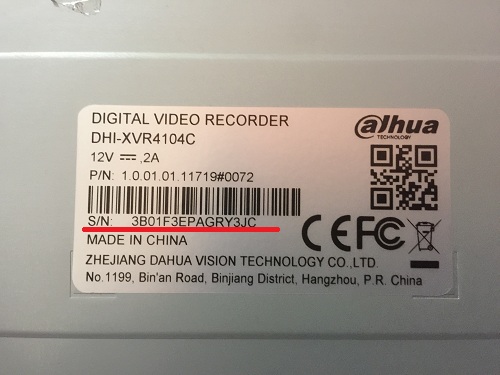 DIGITAL VIDEO RECORDER
DHI-XVR4104C
alhua
TECHNOLOGY
12V ⎓ ,2A
P/N: 1.0.01.01.11719#0072
S/N: 3B01F3EPAGRY3JC
CE FC
MADE IN CHINA
ZHEJIANG DAHUA VISION TECHNOLOGY CO., LTD
No.1199, Bin'an Road, Binjiang District, Hangzhou, P.R. China